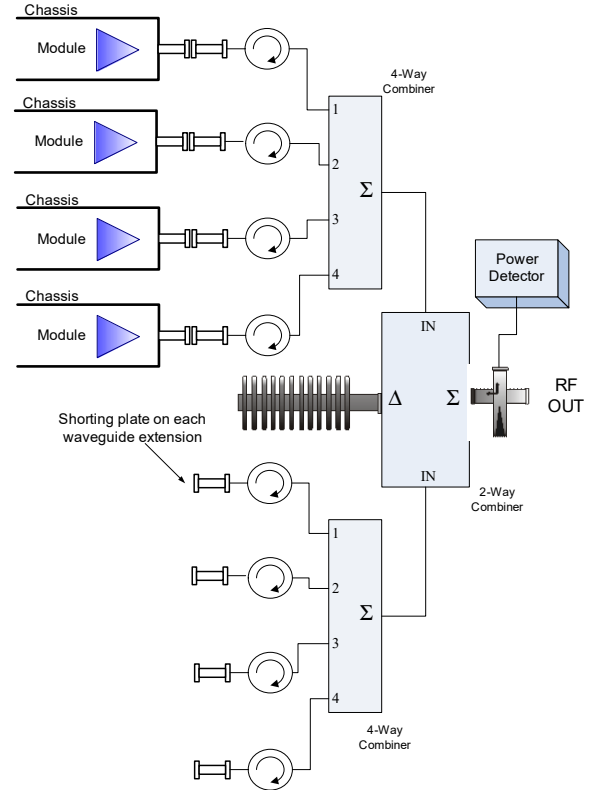 Chassis
Module
4-Way
Combiner
1
Chassis
Module
2
Σ
Chassis
Module
3
4
Power
Detector
Chassis
Module
IN
Δ
Σ
RF
OUT
Shorting plate on each
waveguide extension
IN
2-Way
Combiner
1
2
Σ
3
4
4-Way
Combiner